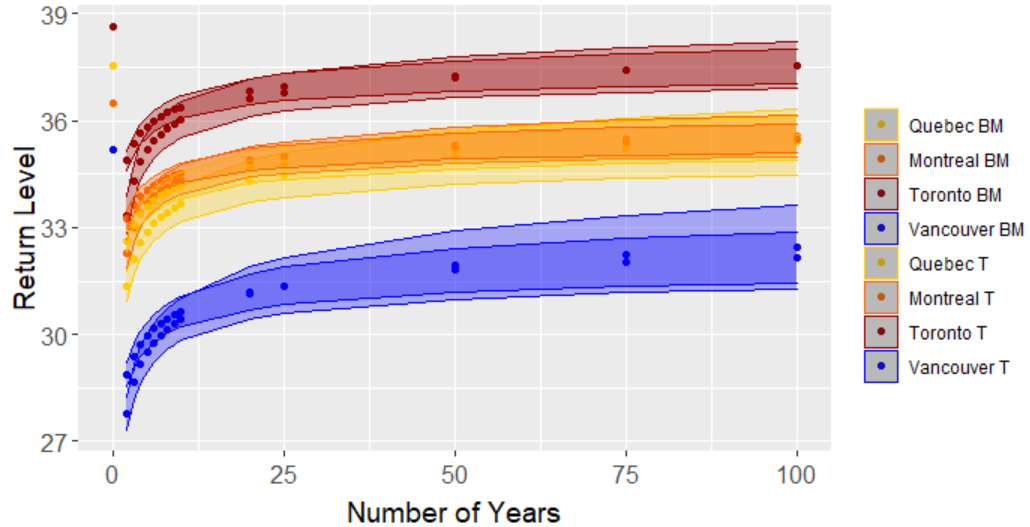 39
36
33
30
27
Return Level
0
25
50
75
100
Number of Years
Quebec BM
Montreal BM
Toronto BM
Vancouver BM
Quebec T
Montreal T
Toronto T
Vancouver T